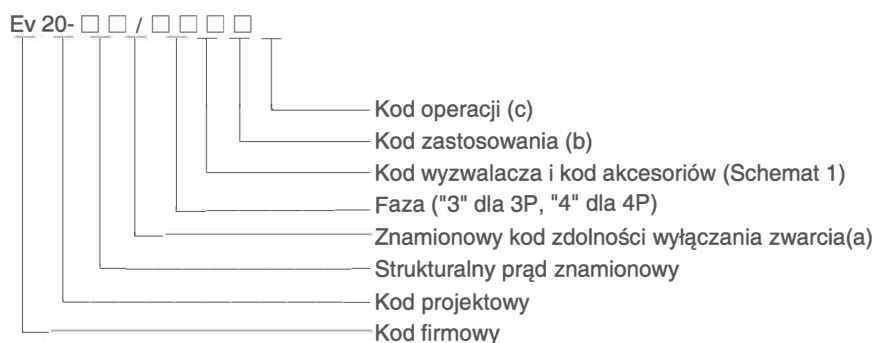 Ev 20- □ □ / □ □ □ □
Kod operacji (c)
Kod zastosowania (b)
Kod wyzwalacza i kod akcesoriów (Schemat 1)
Faza ("3" dla 3P, "4" dla 4P)
Znamionowy kod zdolności wyłączania zwarcia(a)
Strukturalny prąd znamionowy
Kod projektowy
Kod firmowy